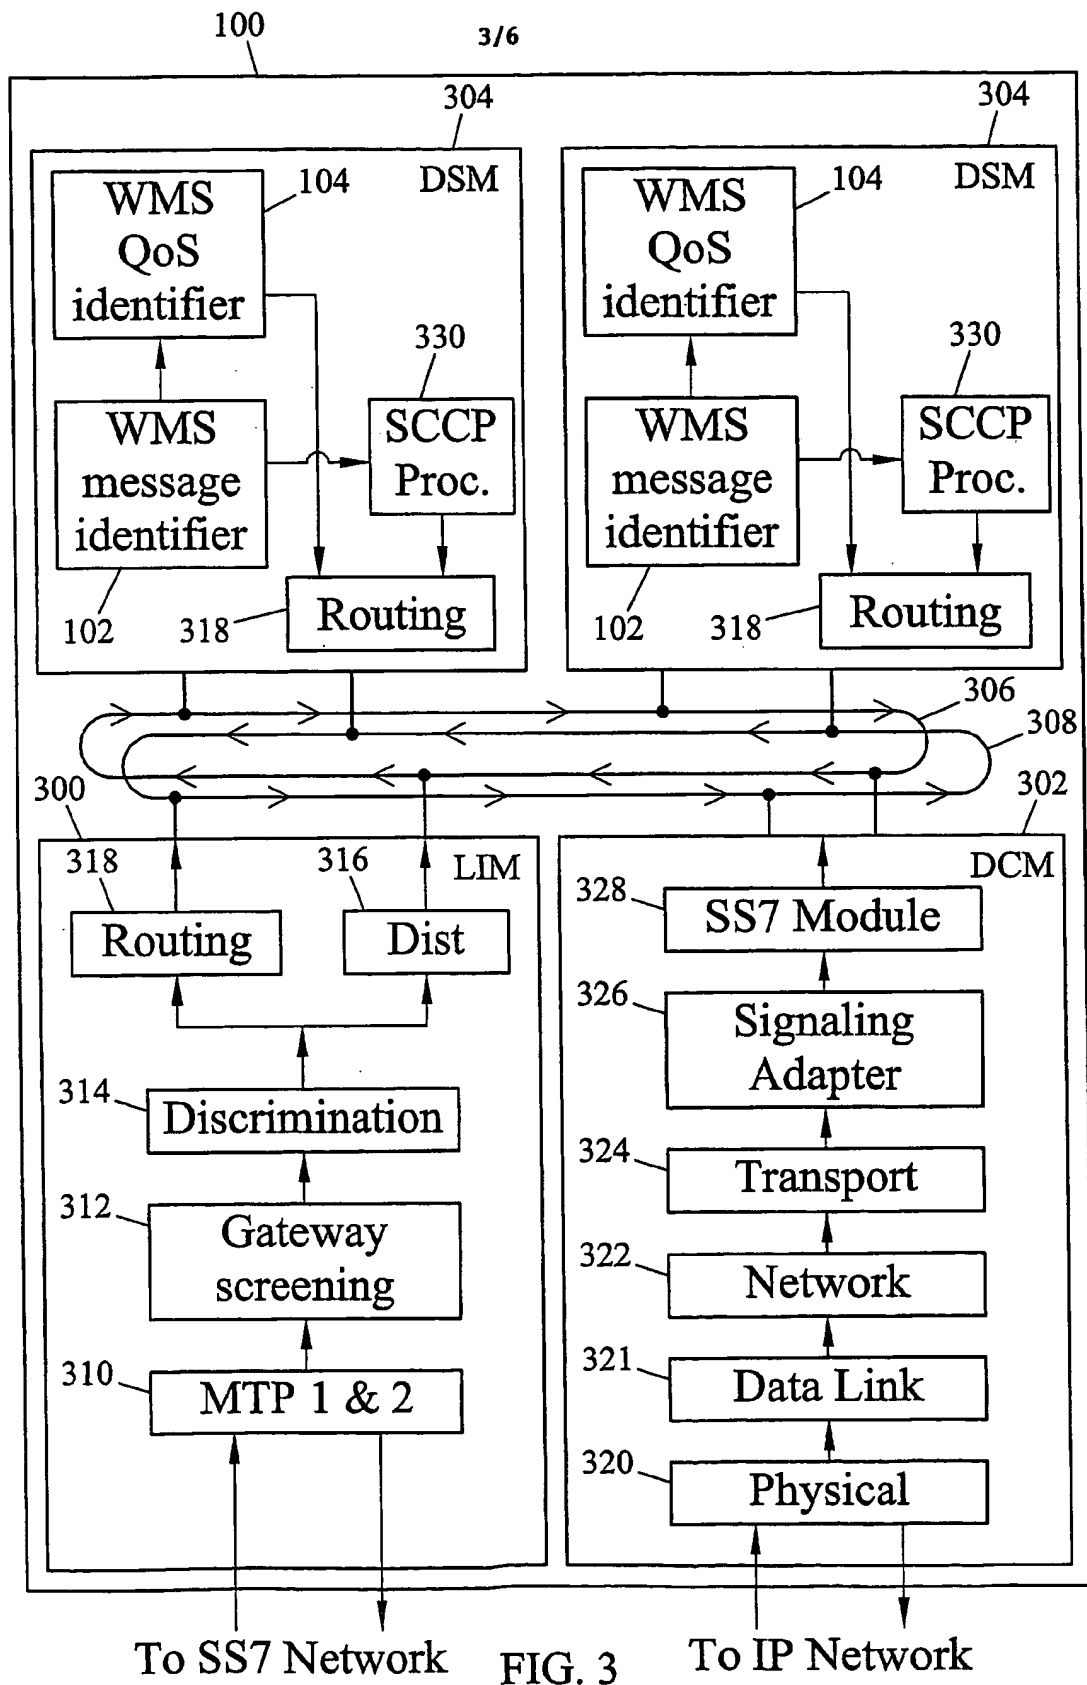 100
3/6
304
304
DSM
DSM
WMS
QoS
identifier
104
WMS
QoS
identifier
104
330
330
WMS
message
identifier
SCCP
Proc.
WMS
message
identifier
SCCP
Proc.
102
318
Routing
102
318
Routing
306
308
300
302
318
316
LIM
DCM
Routing
Dist
328
SS7 Module
326
Signaling
Adapter
314
Discrimination
324
Transport
312
Gateway
screening
322
Network
310
MTP 1 & 2
321
Data Link
320
Physical
To SS7 Network
To IP Network
FIG. 3